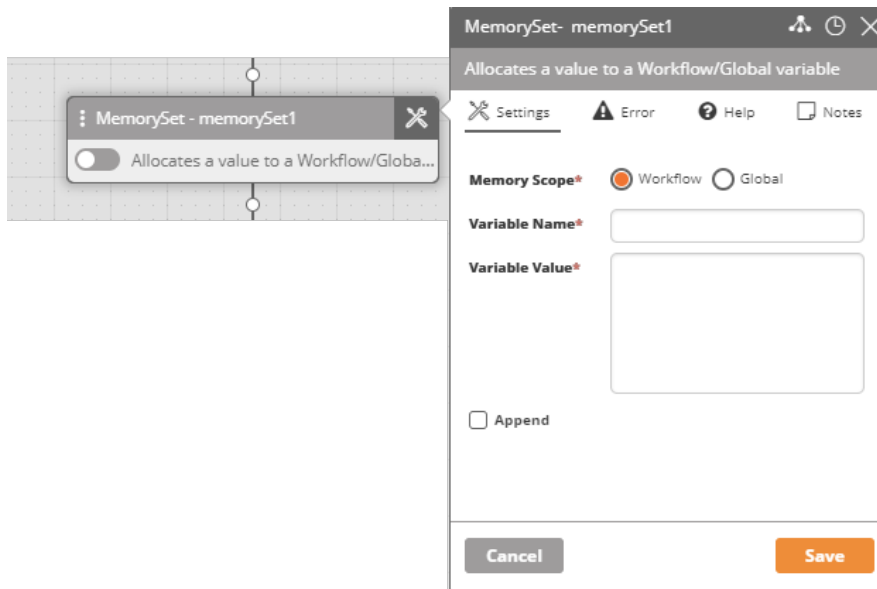 MemorySet - memorySet1
Allocates a value to a Workflow/Globa...
MemorySet- memorySet1
Allocates a value to a Workflow/Global variable
Settings Error Help Notes
Memory Scope* Workflow Global
Variable Name*
Variable Value*
Append
Cancel Save